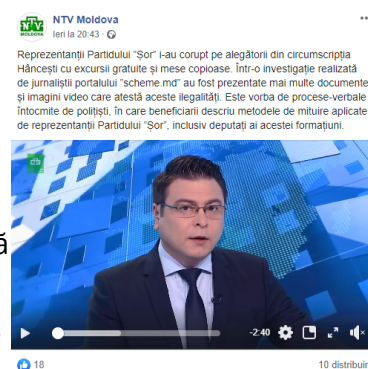 NTV Moldova
Ieri la 20:43
Reprezentanții Partidului "Șor" i-au corupt pe alegătorii din circumscripția
Hâncești cu excursii gratuite și mese copioase. Într-o investigație realizată
de jurnaliștii portalului "scheme.md" au fost prezentate mai multe documente
și imagini video care atestă aceste ilegalități. Este vorba de procese-verbale
întocmite de polițiști, în care beneficiarii descriu metodele de mituire aplicate
de reprezentanții Partidului "Șor", inclusiv deputați ai acestei formațiuni.
ă
-2:40
18
10 distribuir
NTV
MOLDOVA